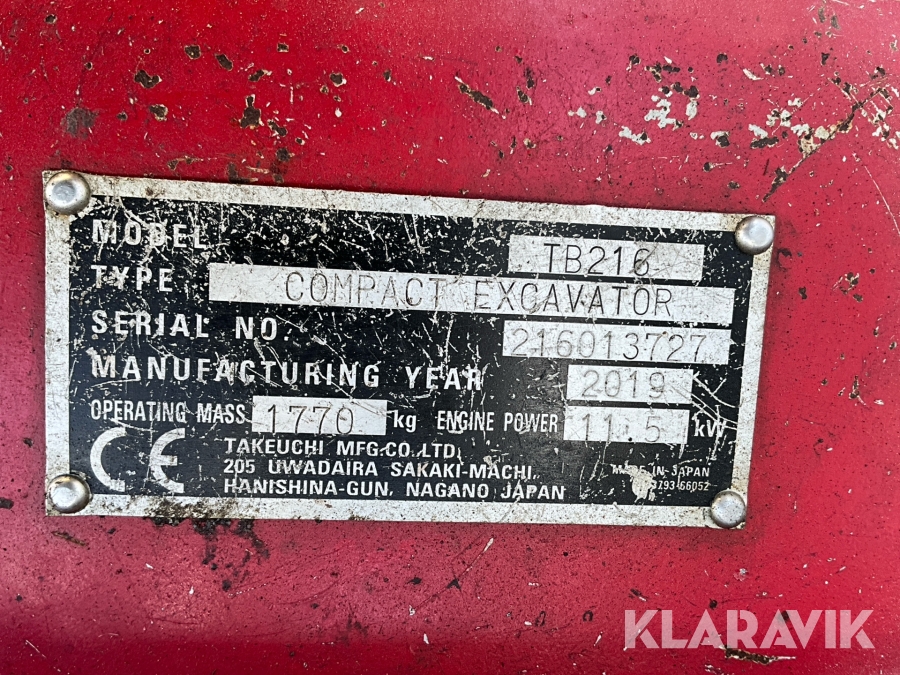 MODEL TB216
TYPE COMPACT EXCAVATOR
SERIAL NO. 216013727
MANUFACTURING YEAR 2019
OPERATING MASS 1770 kg ENGINE POWER 11.5 kW
CE TAKEUCHI MFG.CO.,LTD.
205 UWADAIRA SAKAKI-MACHI,
HANISHINA-GUN, NAGANO JAPAN
MADE IN JAPAN
KLARAVIK